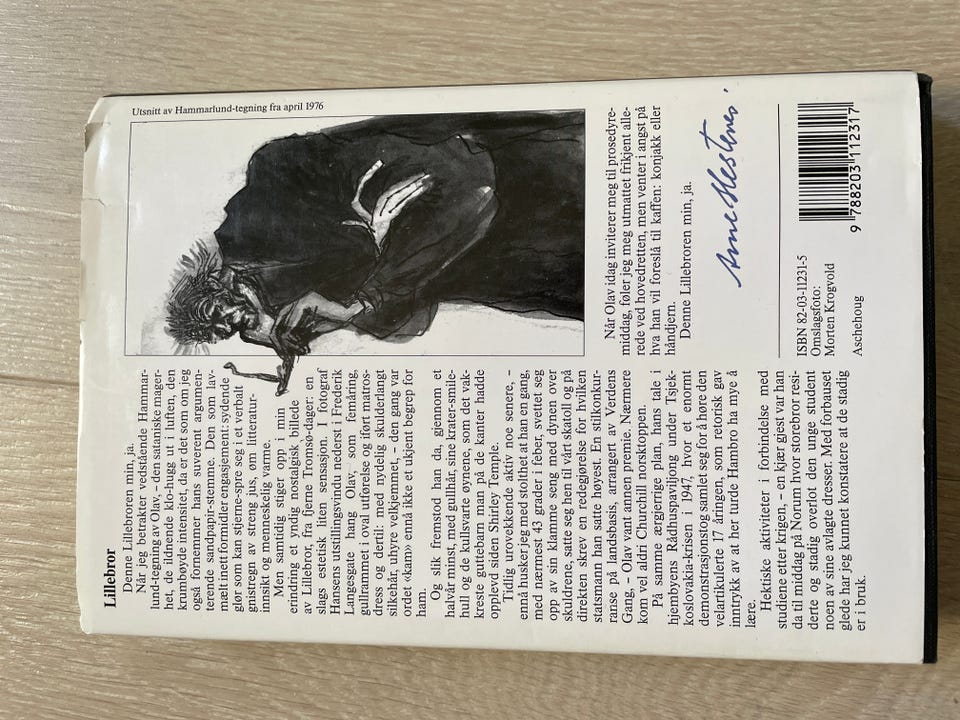 Utsnitt av Hammarlund-tegning fra april 1976
Lillebror
Denne Lillebroren min, ja.
Når jeg betrakter vedstående Hammar-
lund-tegning av Olav, – den sataniske mager-
het, de ildnende klo-hugg ut i luften, den
krumbøyde intensitet, da er det som om jeg
også fornemmer hans suverent argumen-
terende sandpapir-stemme. Den som lav-
mælt inett formidler engasjement: sydende
glør som kan stjerne-spre seg i et verbalt
gnistregn av streng jus, øm litteratur-
innsikt og menneskelig varme.
Men samtidig stiger opp i min
erindring et yndig nostalgisk billede
av Lillebror, fra fjerne Tromsø-dager: en
slags estetisk liten sensasjon. I fotograf
Hansens utstillingsvindu nederst i Frederik
Langesgate hang Olav, som femåring,
gullrammet i oval utførelse og iført matros-
dress og dertil: med nydelig skulderlangt
silkehår, uhyre velkjemmet, – den gang var
ordet «kam» ennå ikke et ukjent begrep for
ham.
Og slik fremstod han da, gjennom et
halvår minst, med gullhår, sine krater-smile-
hull og de kullsvarte øynene, som det vak-
kreste guttebarn man på de kanter hadde
opplevd siden Shirley Temple.
Tidlig urovekkende aktiv noe senere, –
ennå husker jeg med stolthet at han en gang,
med nærmest 43 grader i feber, svettet seg
opp av sin klamme seng med dynen over
skuldrene, satte seg hen til vårt skatoll og på
direkten skrev en redegjørelse for hvilken
statsmann han satte høyest. En stilkonkur-
ranse på landsbasis, arrangert av Verdens
Gang, – Olav vant annen premie. Nærmere
kom vel aldri Churchill norsktoppen.
På samme ærgjerrige plan, hans tale i
hjembyens Rådhuspaviljong under Tsjek-
koslovakia-krisen i 1947, hvor et enormt
demonstrasjonstog samlet seg for å høre den
velartikulerte 17 åringen, som retorisk gav
inntrykk av at her turde Hambro ha mye å
lære.
Hektiske aktiviteter i forbindelse med
studiene etter krigen, – en kjær gjest var han
da til middag på Norum hvor storebror resi-
derte og stadig overlot den unge student
noen av sine avlagte dresser. Med forbauset
glede har jeg kunnet konstatere at de stadig
er i bruk.
Når Olav idag inviterer meg til prosedyre-
middag, føler jeg meg utmattet frikjent alle-
rede ved hovedretten, men venter i angst på
hva han vil foreslå til kaffen: konjakk eller
håndjern.
Denne Lillebroren min, ja.
Arne Hestenes
ISBN 82-03-11231-5
Omslagsfoto:
Morten Krogvold
Aschehoug
9 788203 112317